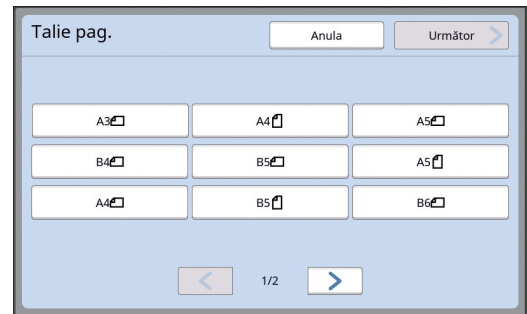 Talie pag. Anula Următor
A3 A4 A5
B4 B5 A5
A4 B5 B6
1/2